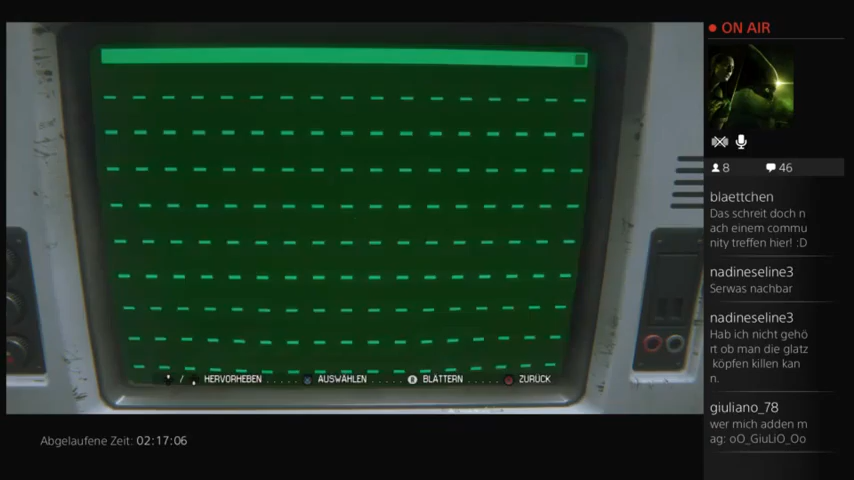 ON AIR
8 46
blaettchen
Das schreit doch n
ach einem commu
nity treffen hier! :D
nadineseline3
Serwas nachbar
nadineseline3
Hab ich nicht gehö
rt ob man die glatz
köpfen killen kan
n.
giuliano_78
wer mich adden m
ag: oO_GiuLiO_Oo
/ HERVORHEBEN ..... AUSWÄHLEN ..... BLÄTTERN ..... ZURÜCK
Abgelaufene Zeit: 02:17:06